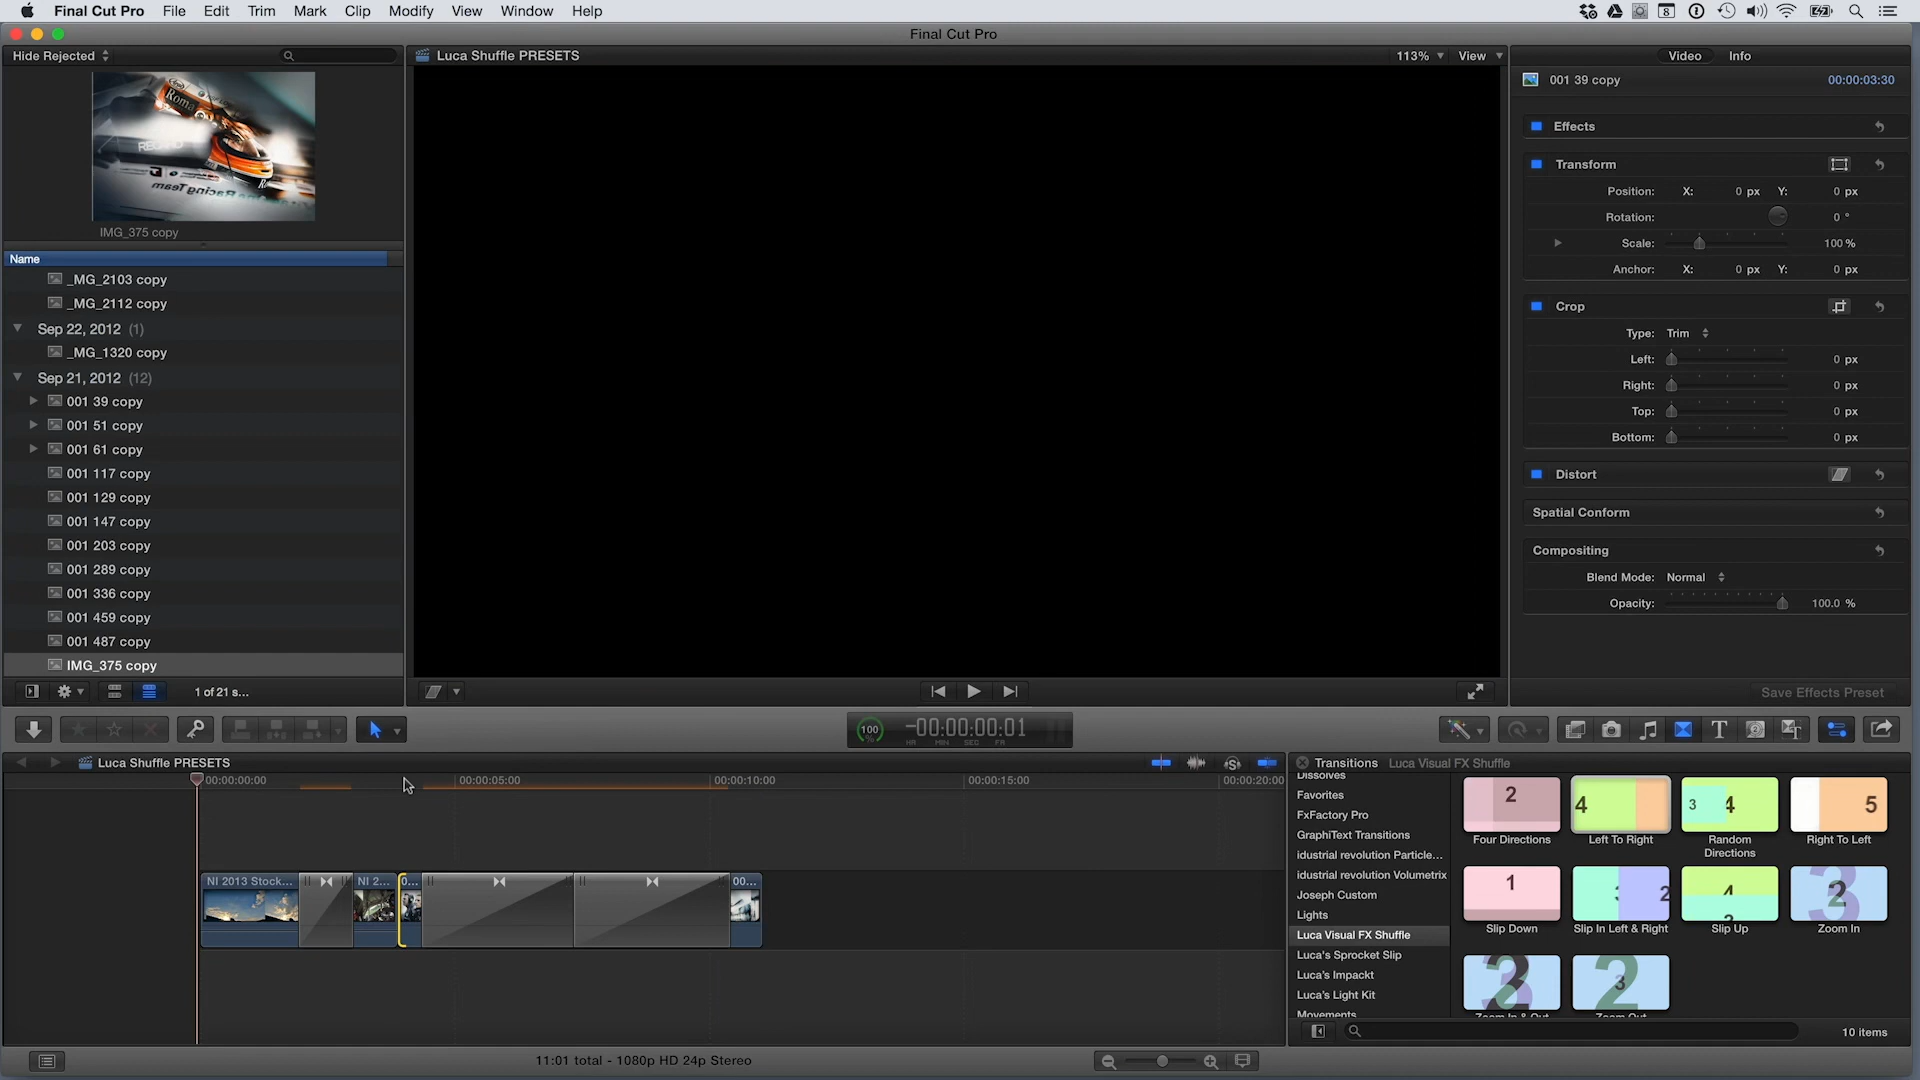 Final Cut Pro File Edit Trim Mark Clip Modify View Window Help
Final Cut Pro
Hide Rejected
Luca Shuffle PRESETS 113% View
Video Info
001 39 copy 00:00:03:30
Roma
IMG_375 copy
Name
_MG_2103 copy
_MG_2112 copy
Sep 22, 2012 (1)
_MG_1320 copy
Sep 21, 2012 (12)
001 39 copy
001 51 copy
001 61 copy
001 117 copy
001 129 copy
001 147 copy
001 203 copy
001 289 copy
001 336 copy
001 459 copy
001 487 copy
IMG_375 copy
1 of 21 s...
Effects
Transform
Position: X: 0 px Y: 0 px
Rotation: 0 °
Scale: 100 %
Anchor: X: 0 px Y: 0 px
Crop
Type: Trim
Left: 0 px
Right: 0 px
Top: 0 px
Bottom: 0 px
Distort
Spatial Conform
Compositing
Blend Mode: Normal
Opacity: 100.0 %
Save Effects Preset
100 % -00:00:00:01
HR MIN SEC FR
Luca Shuffle PRESETS
00:00:00:00 00:00:05:00 00:00:10:00 00:00:15:00 00:00:20:00
NI 2013 Stock... NI 2... 0... 00...
11:01 total - 1080p HD 24p Stereo
Transitions Luca Visual FX Shuffle
Dissolves
Favorites
FxFactory Pro
GraphiText Transitions
idustrial revolution Particle...
idustrial revolution Volumetrix
Joseph Custom
Lights
Luca Visual FX Shuffle
Luca's Sprocket Slip
Luca's Impackt
Luca's Light Kit
Movements
2 4 3 4 5
Four Directions Left To Right Random Directions Right To Left
1 2 2
Slip Down Slip In Left & Right Slip Up Zoom In
3 2 3
Zoom In & Out Zoom Out
10 items